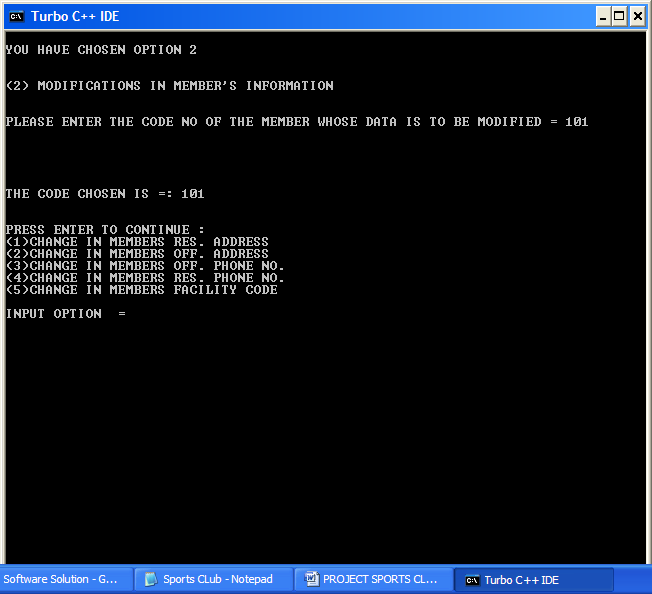 Turbo C++ IDE
YOU HAVE CHOSEN OPTION 2
(2) MODIFICATIONS IN MEMBER'S INFORMATION
PLEASE ENTER THE CODE NO OF THE MEMBER WHOSE DATA IS TO BE MODIFIED = 101
THE CODE CHOSEN IS =: 101
PRESS ENTER TO CONTINUE :
(1)CHANGE IN MEMBERS RES. ADDRESS
(2)CHANGE IN MEMBERS OFF. ADDRESS
(3)CHANGE IN MEMBERS OFF. PHONE NO.
(4)CHANGE IN MEMBERS RES. PHONE NO.
(5)CHANGE IN MEMBERS FACILITY CODE
INPUT OPTION  =
Software Solution - G... Sports CLub - Notepad PROJECT SPORTS CL... Turbo C++ IDE